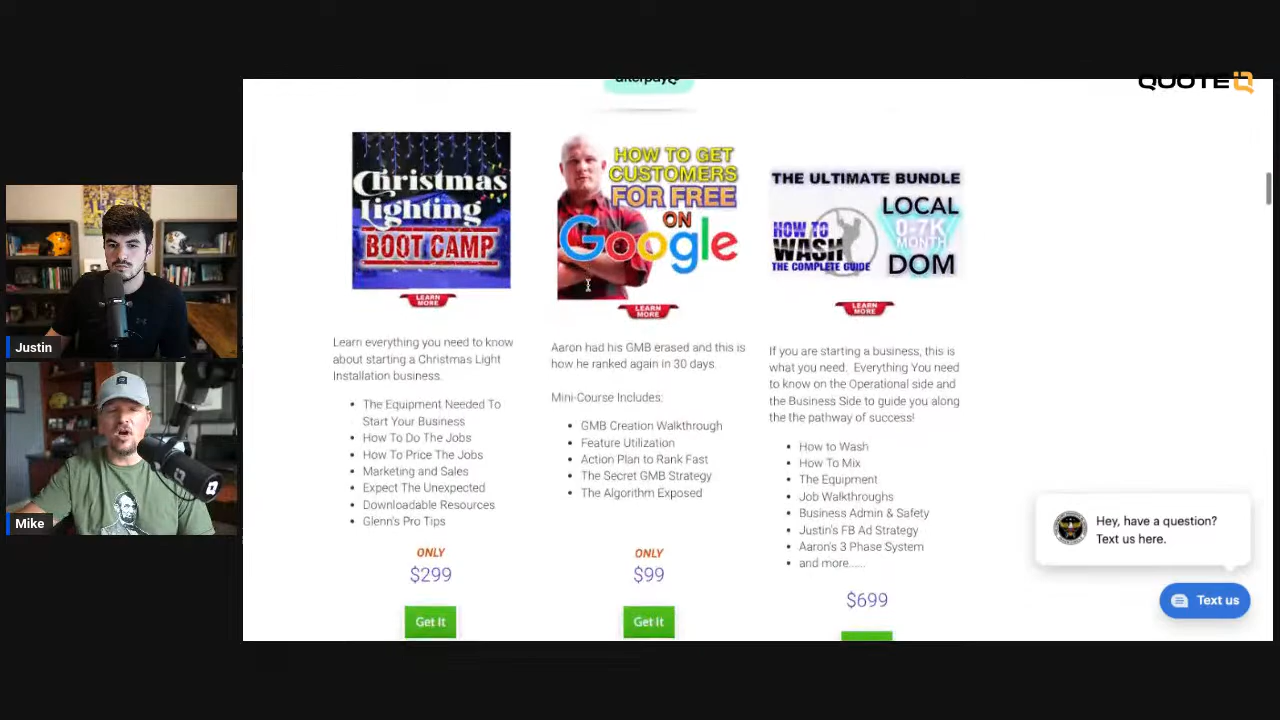 afterpay
QUOTE IQ
Christmas
Lighting
BOOT CAMP
LEARN
MORE
Learn everything you need to know
about starting a Christmas Light
Installation business.
• The Equipment Needed To
Start Your Business
• How To Do The Jobs
• How To Price The Jobs
• Marketing and Sales
• Expect The Unexpected
• Downloadable Resources
• Glenn's Pro Tips
ONLY
$299
Get It
HOW TO GET
CUSTOMERS
FOR FREE
ON
Google
LEARN
MORE
Aaron had his GMB erased and this is
how he ranked again in 30 days.
Mini-Course Includes:
• GMB Creation Walkthrough
• Feature Utilization
• Action Plan to Rank Fast
• The Secret GMB Strategy
• The Algorithm Exposed
ONLY
$99
Get It
THE ULTIMATE BUNDLE
HOW TO
WASH
THE COMPLETE GUIDE
LOCAL
0-7K
MONTH
DOM
LEARN
MORE
If you are starting a business, this is
what you need. Everything You need
to know on the Operational side and
the Business Side to guide you along
the the pathway of success!
• How to Wash
• How To Mix
• The Equipment
• Job Walkthroughs
• Business Admin & Safety
• Justin's FB Ad Strategy
• Aaron's 3 Phase System
• and more......
$699
Justin
Mike
Hey, have a question?
Text us here.
Text us